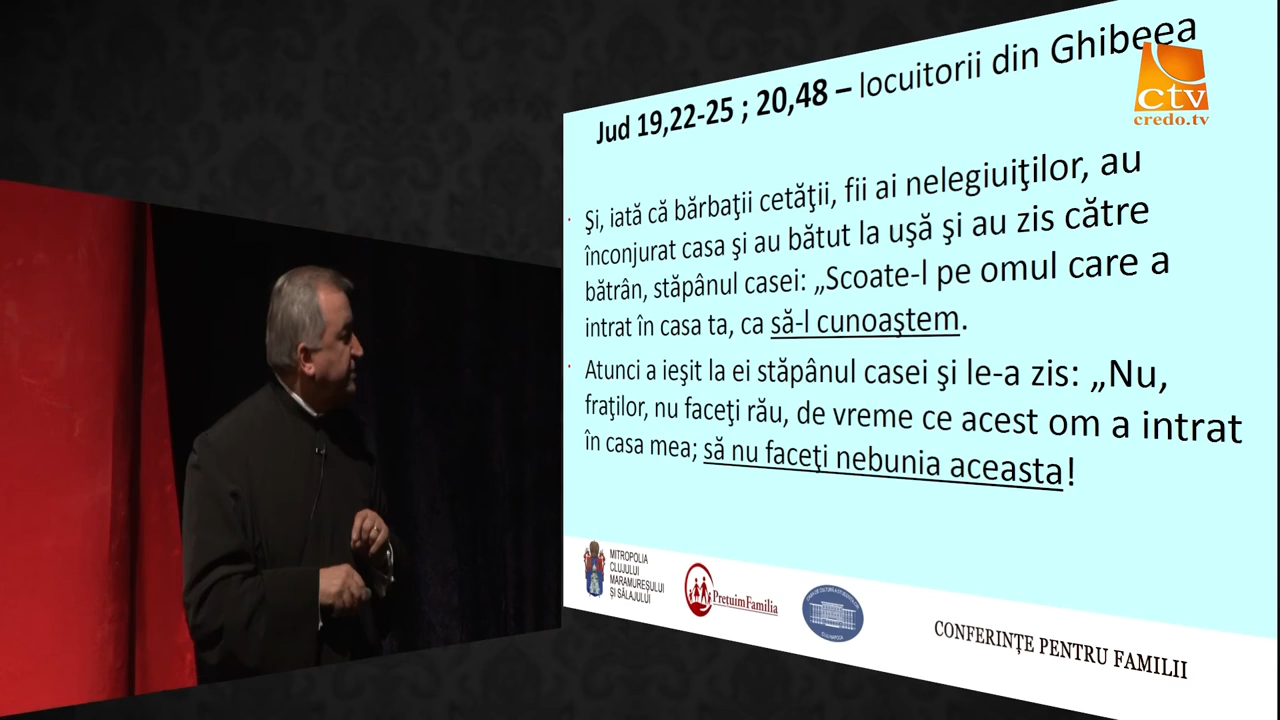 Jud 19,22-25 ; 20,48 – locuitorii din Ghibeea
ctv
credo.tv
Şi, iată că bărbaţii cetăţii, fii ai nelegiuiţilor, au
înconjurat casa şi au bătut la uşă şi au zis către
bătrân, stăpânul casei: „Scoate-l pe omul care a
intrat în casa ta, ca să-l cunoaştem.
Atunci a ieşit la ei stăpânul casei şi le-a zis: „Nu,
fraţilor, nu faceţi rău, de vreme ce acest om a intrat
în casa mea; să nu faceţi nebunia aceasta!
MITROPOLIA
CLUJULUI
MARAMUREȘULUI
ȘI SĂLAJULUI
PretuimFamilia
CONFERINȚE PENTRU FAMILII